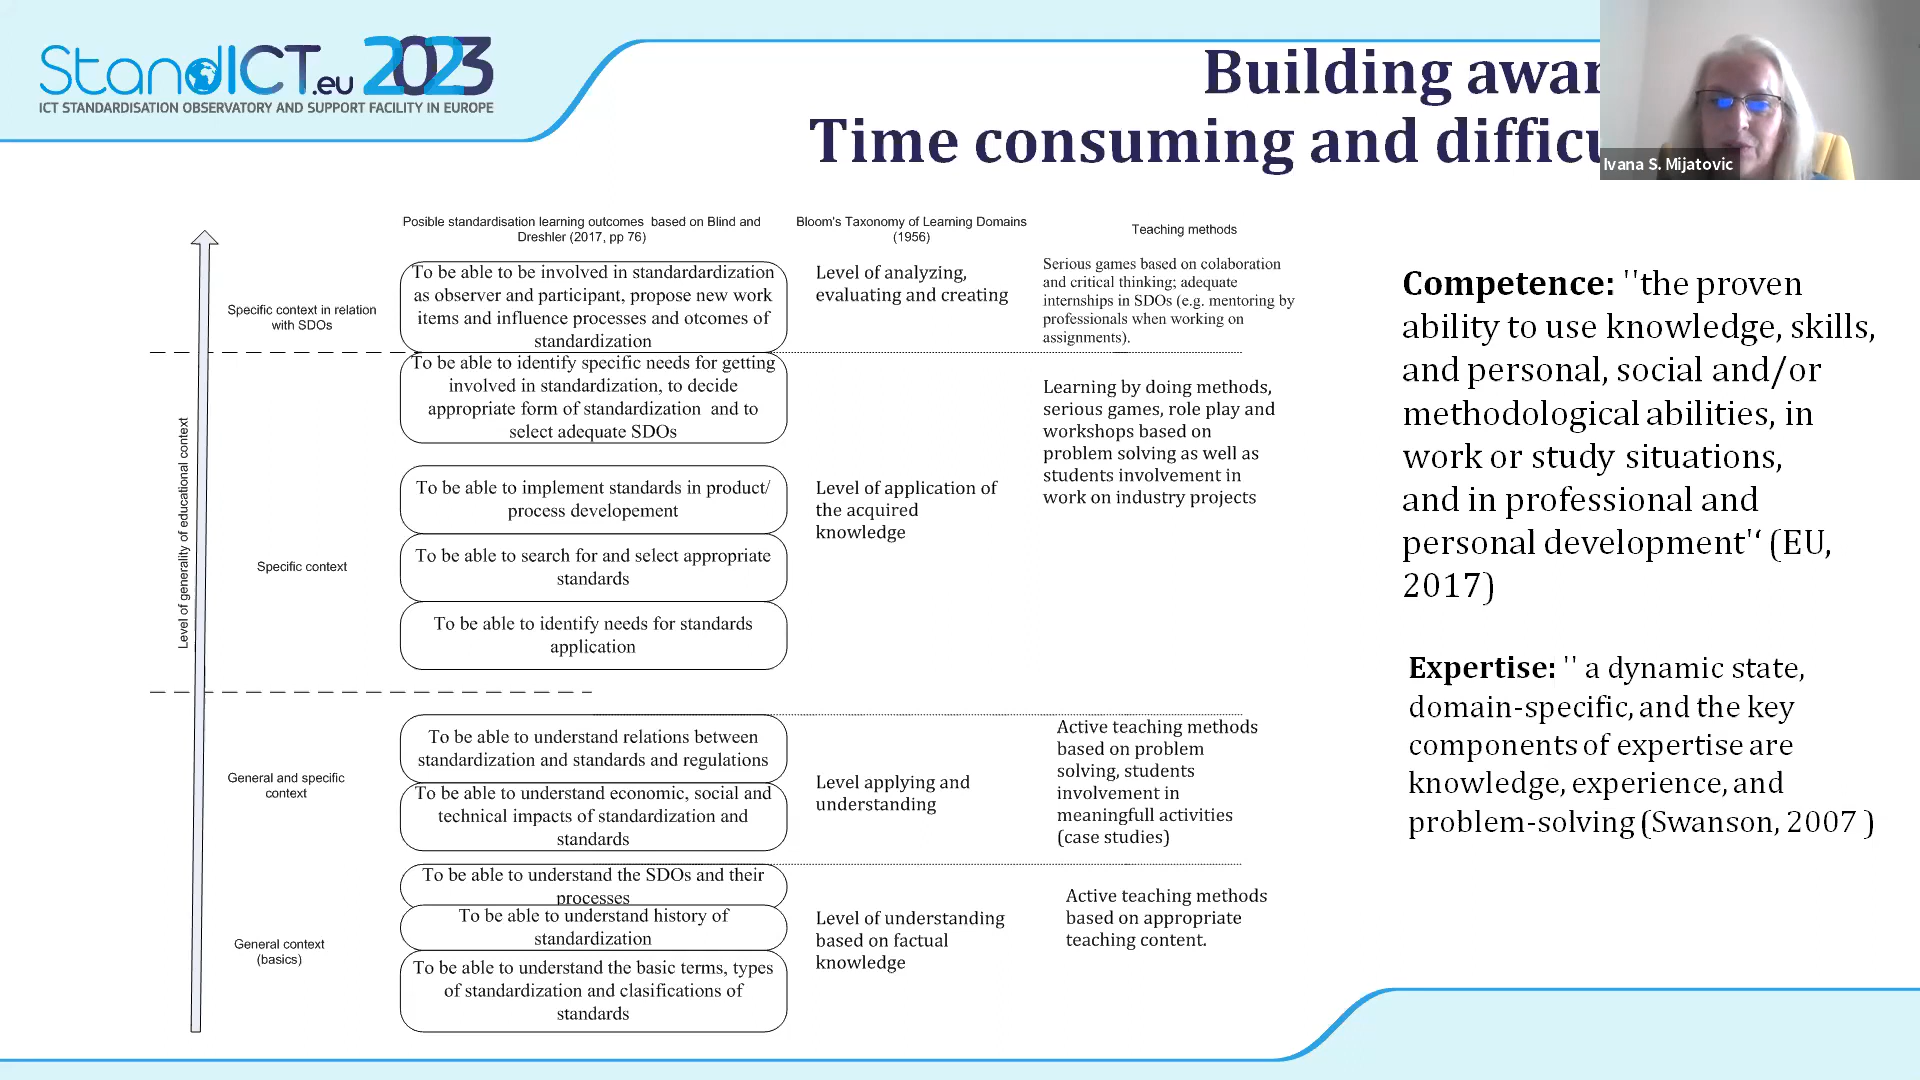 StandICT.eu 2023
ICT STANDARDISATION OBSERVATORY AND SUPPORT FACILITY IN EUROPE
Building
Time consuming and
Ivana S. Mijatovic
Level of generality of educational context
Posible standardisation learning outcomes based on Blind and
Dreshler (2017, pp 76)
Bloom's Taxonomy of Learning Domains
(1956)
Teaching methods
Specific context in relation
with SDOs
To be able to be involved in standardardization
as observer and participant, propose new work
items and influence processes and otcomes of
standardization
Level of analyzing,
evaluating and creating
Serious games based on colaboration
and critical thinking; adequate
internships in SDOs (e.g. mentoring by
professionals when working on
assignments).
To be able to identify specific needs for getting
involved in standardization, to decide
appropriate form of standardization and to
select adequate SDOs
Learning by doing methods,
serious games, role play and
workshops based on
problem solving as well as
students involvement in
work on industry projects
Specific context
To be able to implement standards in product/
process developement
To be able to search for and select appropriate
standards
To be able to identify needs for standards
application
Level of application of
the acquired
knowledge
General and specific
context
To be able to understand relations between
standardization and standards and regulations
To be able to understand economic, social and
technical impacts of standardization and
standards
Level applying and
understanding
Active teaching methods
based on problem
solving, students
involvement in
meaningfull activities
(case studies)
General context
(basics)
To be able to understand the SDOs and their
processes
To be able to understand history of
standardization
To be able to understand the basic terms, types
of standardization and clasifications of
standards
Level of understanding
based on factual
knowledge
Active teaching methods
based on appropriate
teaching content.
Competence: "the proven
ability to use knowledge, skills,
and personal, social and/or
methodological abilities, in
work or study situations,
and in professional and
personal development"‘ (EU,
2017)
Expertise: " a dynamic state,
domain-specific, and the key
components of expertise are
knowledge, experience, and
problem-solving (Swanson, 2007 )